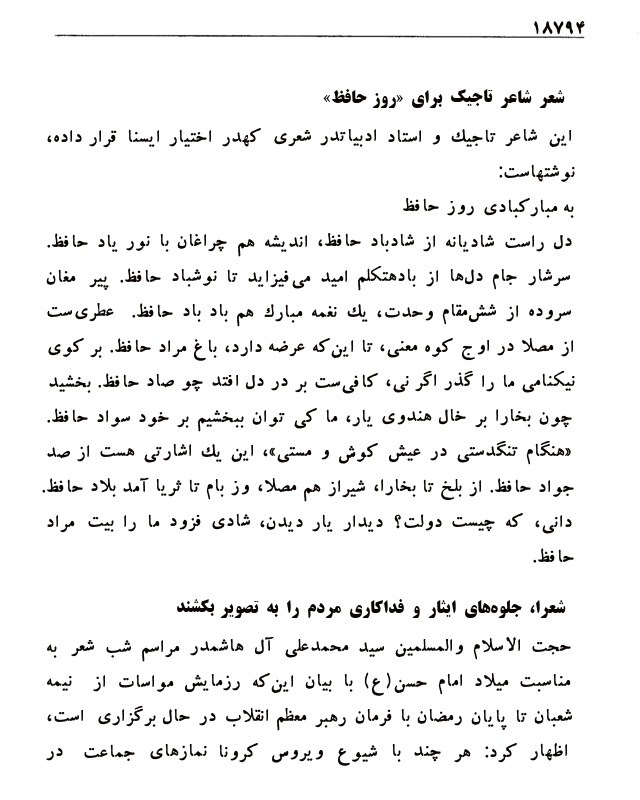 ۱۸۷۹۴
شعر شاعر تاجیک برای «روز حافظ»
این شاعر تاجیك و استاد ادبیاتدر شعری کهدر اختیار ایسنا قرار داده،
نوشتهاست:
به مبارکبادی روز حافظ
دل راست شادیانه از شادباد حافظ، اندیشه هم چراغان با نور یاد حافظ.
سرشار جام دل‌ها از بادهتکلم امید می‌فیزاید تا نوشباد حافظ. پیر مغان
سروده از شش‌مقام وحدت، یك نغمه مبارك هم باد باد حافظ. عطری‌ست
از مصلا در اوج کوه معنی، تا این‌که عرضه دارد، باغ مراد حافظ. بر کوی
نیکنامی ما را گذر اگر نی، کافی‌ست بر در دل افتد چو صاد حافظ. بخشید
چون بخارا بر خال هندوی یار، ما کی توان ببخشیم بر خود سواد حافظ.
«هنگام تنگدستی در عیش کوش و مستی»، این یك اشارتی هست از صد
جواد حافظ. از بلخ تا بخارا، شیراز هم مصلا، وز بام تا ثریا آمد بلاد حافظ.
دانی، که چیست دولت؟ دیدار یار دیدن، شادی فزود ما را بیت مراد
حافظ.
شعرا، جلوه‌های ایثار و فداکاری مردم را به تصویر بکشند
حجت الاسلام والمسلمین سید محمدعلی آل هاشمدر مراسم شب شعر به
مناسبت میلاد امام حسن(ع) با بیان این‌که رزمایش مواسات از نیمه
شعبان تا پایان رمضان با فرمان رهبر معظم انقلاب در حال برگزاری است،
اظهار کرد: هر چند با شیوع ویروس کرونا نمازهای جماعت در